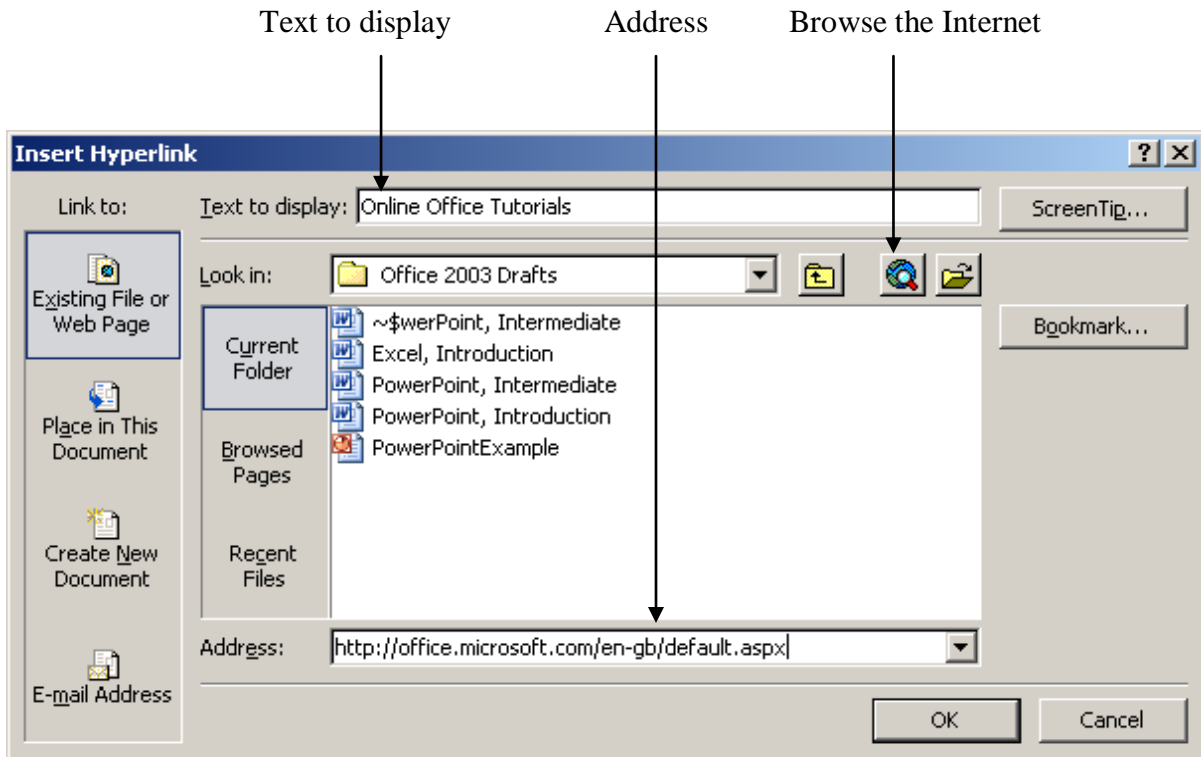 Text to display Address Browse the Internet
Insert Hyperlink
Link to: Text to display: Online Office Tutorials ScreenTip...
Look in: Office 2003 Drafts
Existing File or
Web Page
Place in This
Document
Create New
Document
E-mail Address
Current
Folder
Browsed
Pages
Recent
Files
~$werPoint, Intermediate
Excel, Introduction
PowerPoint, Intermediate
PowerPoint, Introduction
PowerPointExample
Bookmark...
Address: http://office.microsoft.com/en-gb/default.aspx
OK Cancel